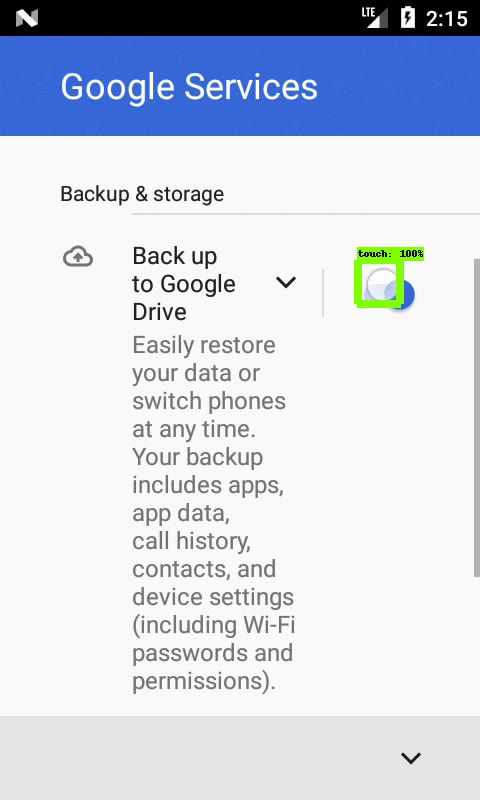 LTE 2:15
Google Services
Backup & storage
touch: 100%
Back up
to Google
Drive
Easily restore
your data or
switch phones
at any time.
Your backup
includes apps,
app data,
call history,
contacts, and
device settings
(including Wi-Fi
passwords and
permissions).